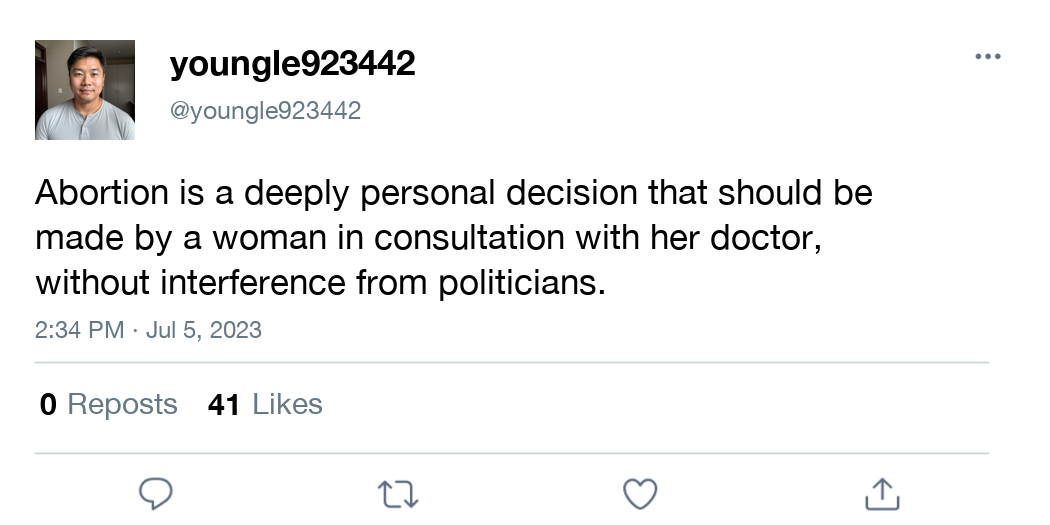 youngle923442
@youngle923442
Abortion is a deeply personal decision that should be
made by a woman in consultation with her doctor,
without interference from politicians.
2:34 PM · Jul 5, 2023
0 Reposts 41 Likes